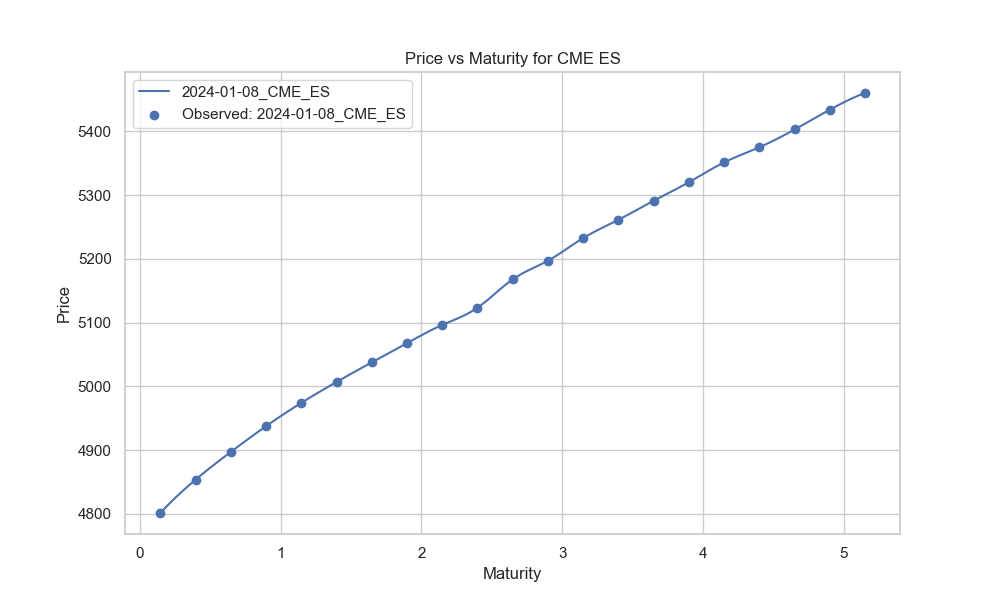 Price vs Maturity for CME ES
2024-01-08_CME_ES
Observed: 2024-01-08_CME_ES
Price
5400
5300
5200
5100
5000
4900
4800
0 1 2 3 4 5
Maturity